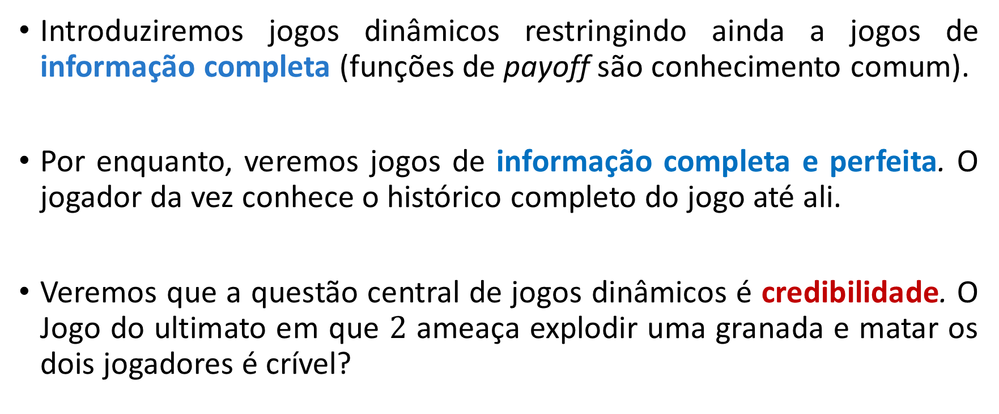 • Introduziremos jogos dinâmicos restringindo ainda a jogos de
informação completa (funções de payoff são conhecimento comum).
• Por enquanto, veremos jogos de informação completa e perfeita. O
jogador da vez conhece o histórico completo do jogo até ali.
• Veremos que a questão central de jogos dinâmicos é credibilidade. O
Jogo do ultimato em que 2 ameaça explodir uma granada e matar os
dois jogadores é crível?